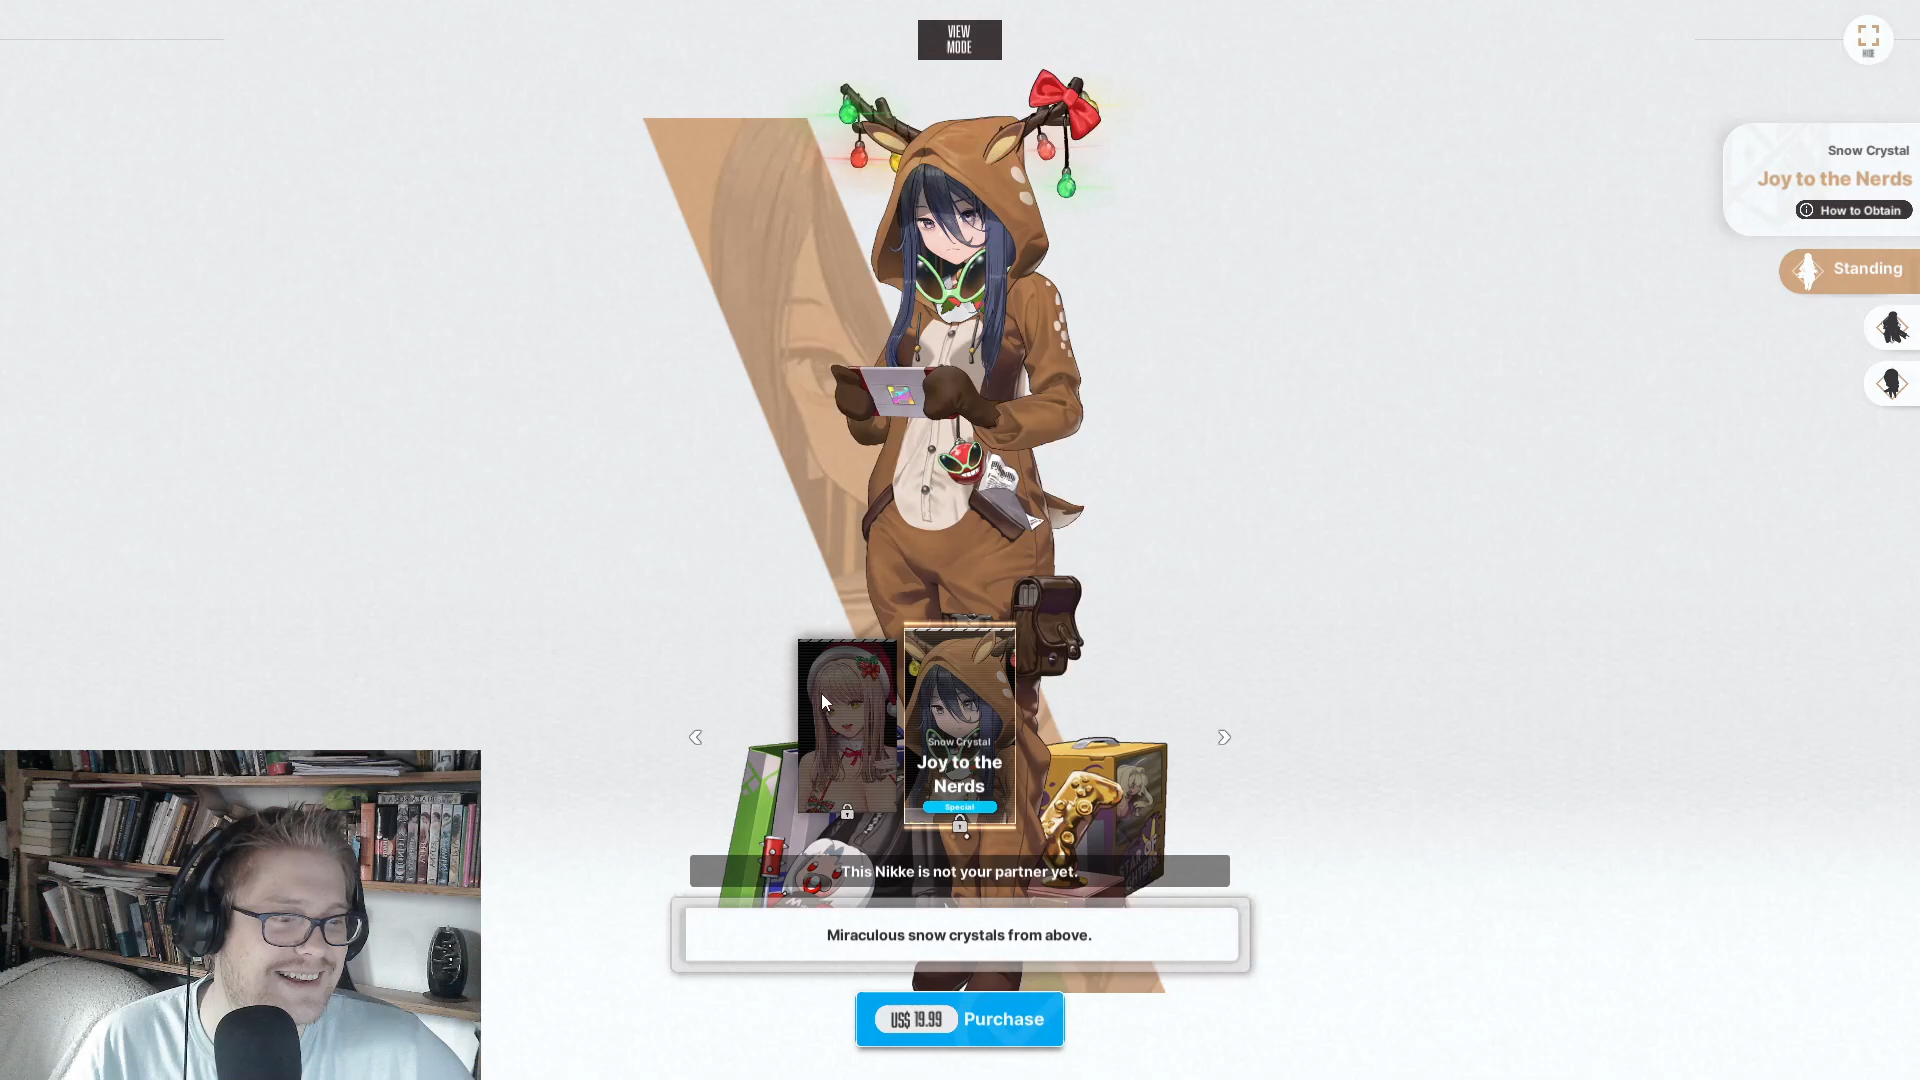 VIEW
MODE
HIDE
Snow Crystal
Joy to the Nerds
How to Obtain
Standing
Snow Crystal
Joy to the
Nerds
Special
This Nikke is not your partner yet.
Miraculous snow crystals from above.
US$ 19.99 Purchase